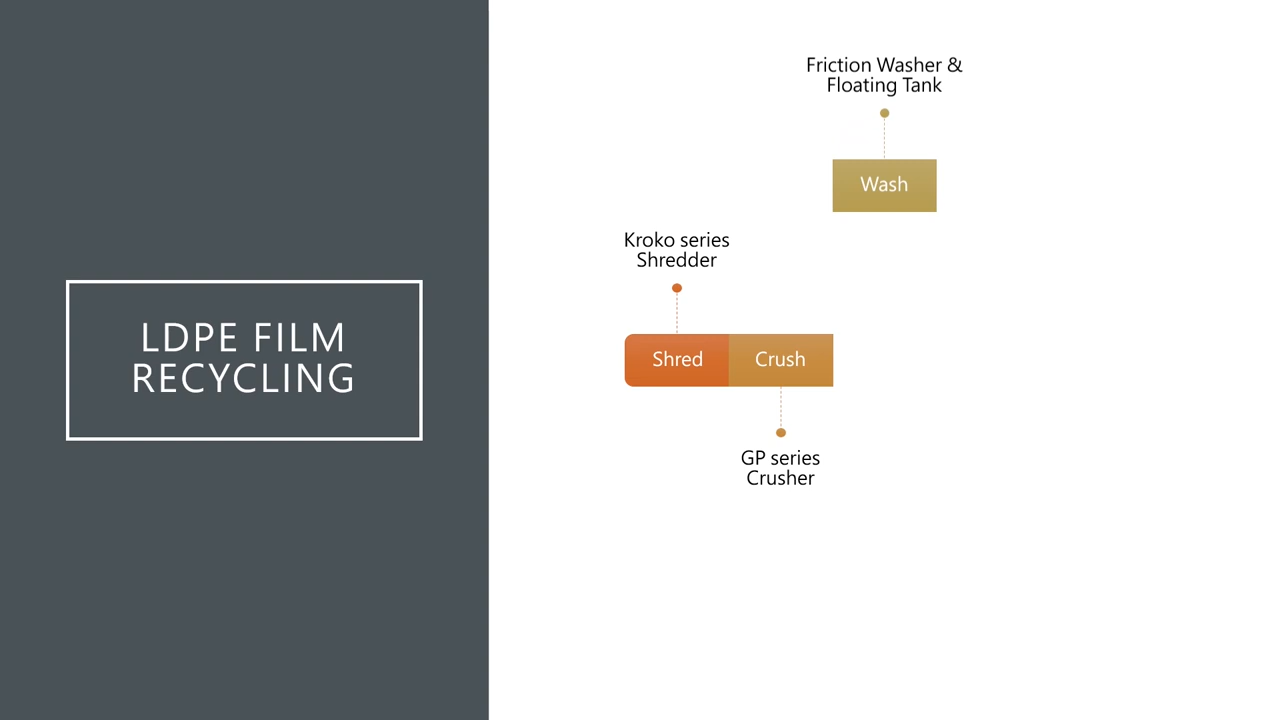 LDPE FILM
RECYCLING
Friction Washer &
Floating Tank
Wash
Kroko series
Shredder
Shred
Crush
GP series
Crusher